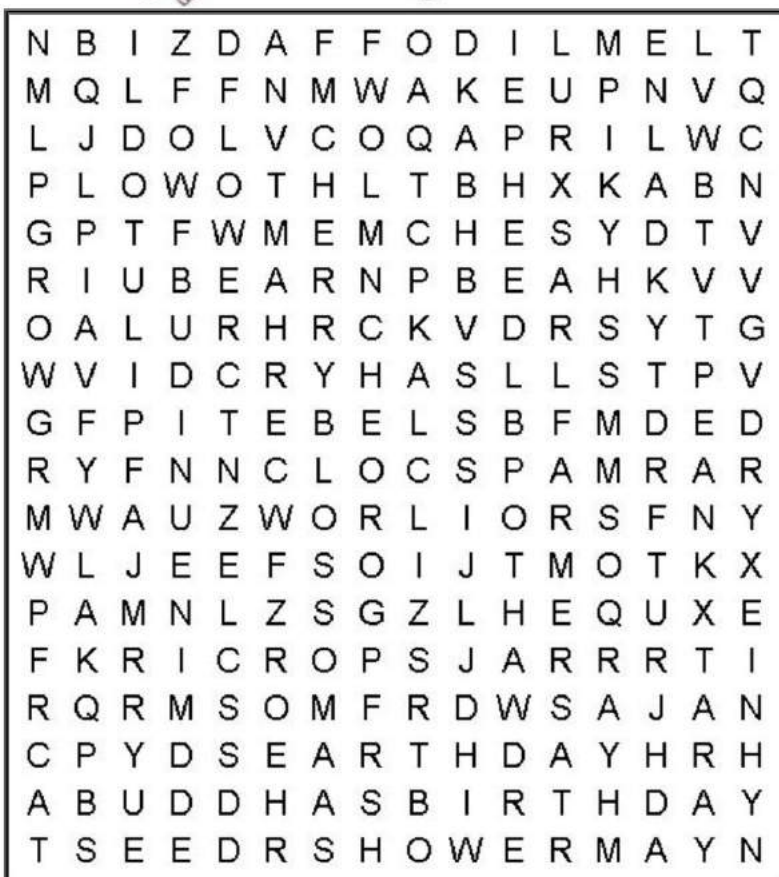 N B I Z D A F F O D I L M E L T
M Q L F F N M W A K E U P N V Q
L J D O L V C O Q A P R I L W C
P L O W O T H L T B H X K A B N
G P T F W M E M C H E S Y D T V
R I U B E A R N P B E A H K V V
O A L U R H R C K V D R S Y T G
W V I D C R Y H A S L L S T P V
G F P I T E B E L S B F M D E D
R Y F N N C L O C S P A M R A R
M W A U Z W O R L I O R S F N Y
W L J E E F S O I J T M O T K X
P A M N L Z S G Z L H E Q U X E
F K R I C R O P S J A R R R T I
R Q R M S O M F R D W S A J A N
C P Y D S E A R T H D A Y H R H
A B U D D H A S B I R T H D A Y
T S E E D R S H O W E R M A Y N